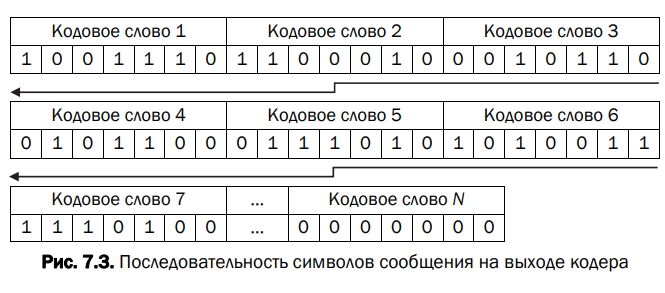 Кодовое слово 1 Кодовое слово 2 Кодовое слово 3
1 0 0 1 1 1 0 1 1 0 0 0 1 0 0 0 1 0 1 1 0
Кодовое слово 4 Кодовое слово 5 Кодовое слово 6
0 1 0 1 1 0 0 0 1 1 1 0 1 0 1 0 1 0 0 1 1
Кодовое слово 7 ... Кодовое слово N
1 1 1 0 1 0 0 ... 0 0 0 0 0 0 0
Рис. 7.3. Последовательность символов сообщения на выходе кодера